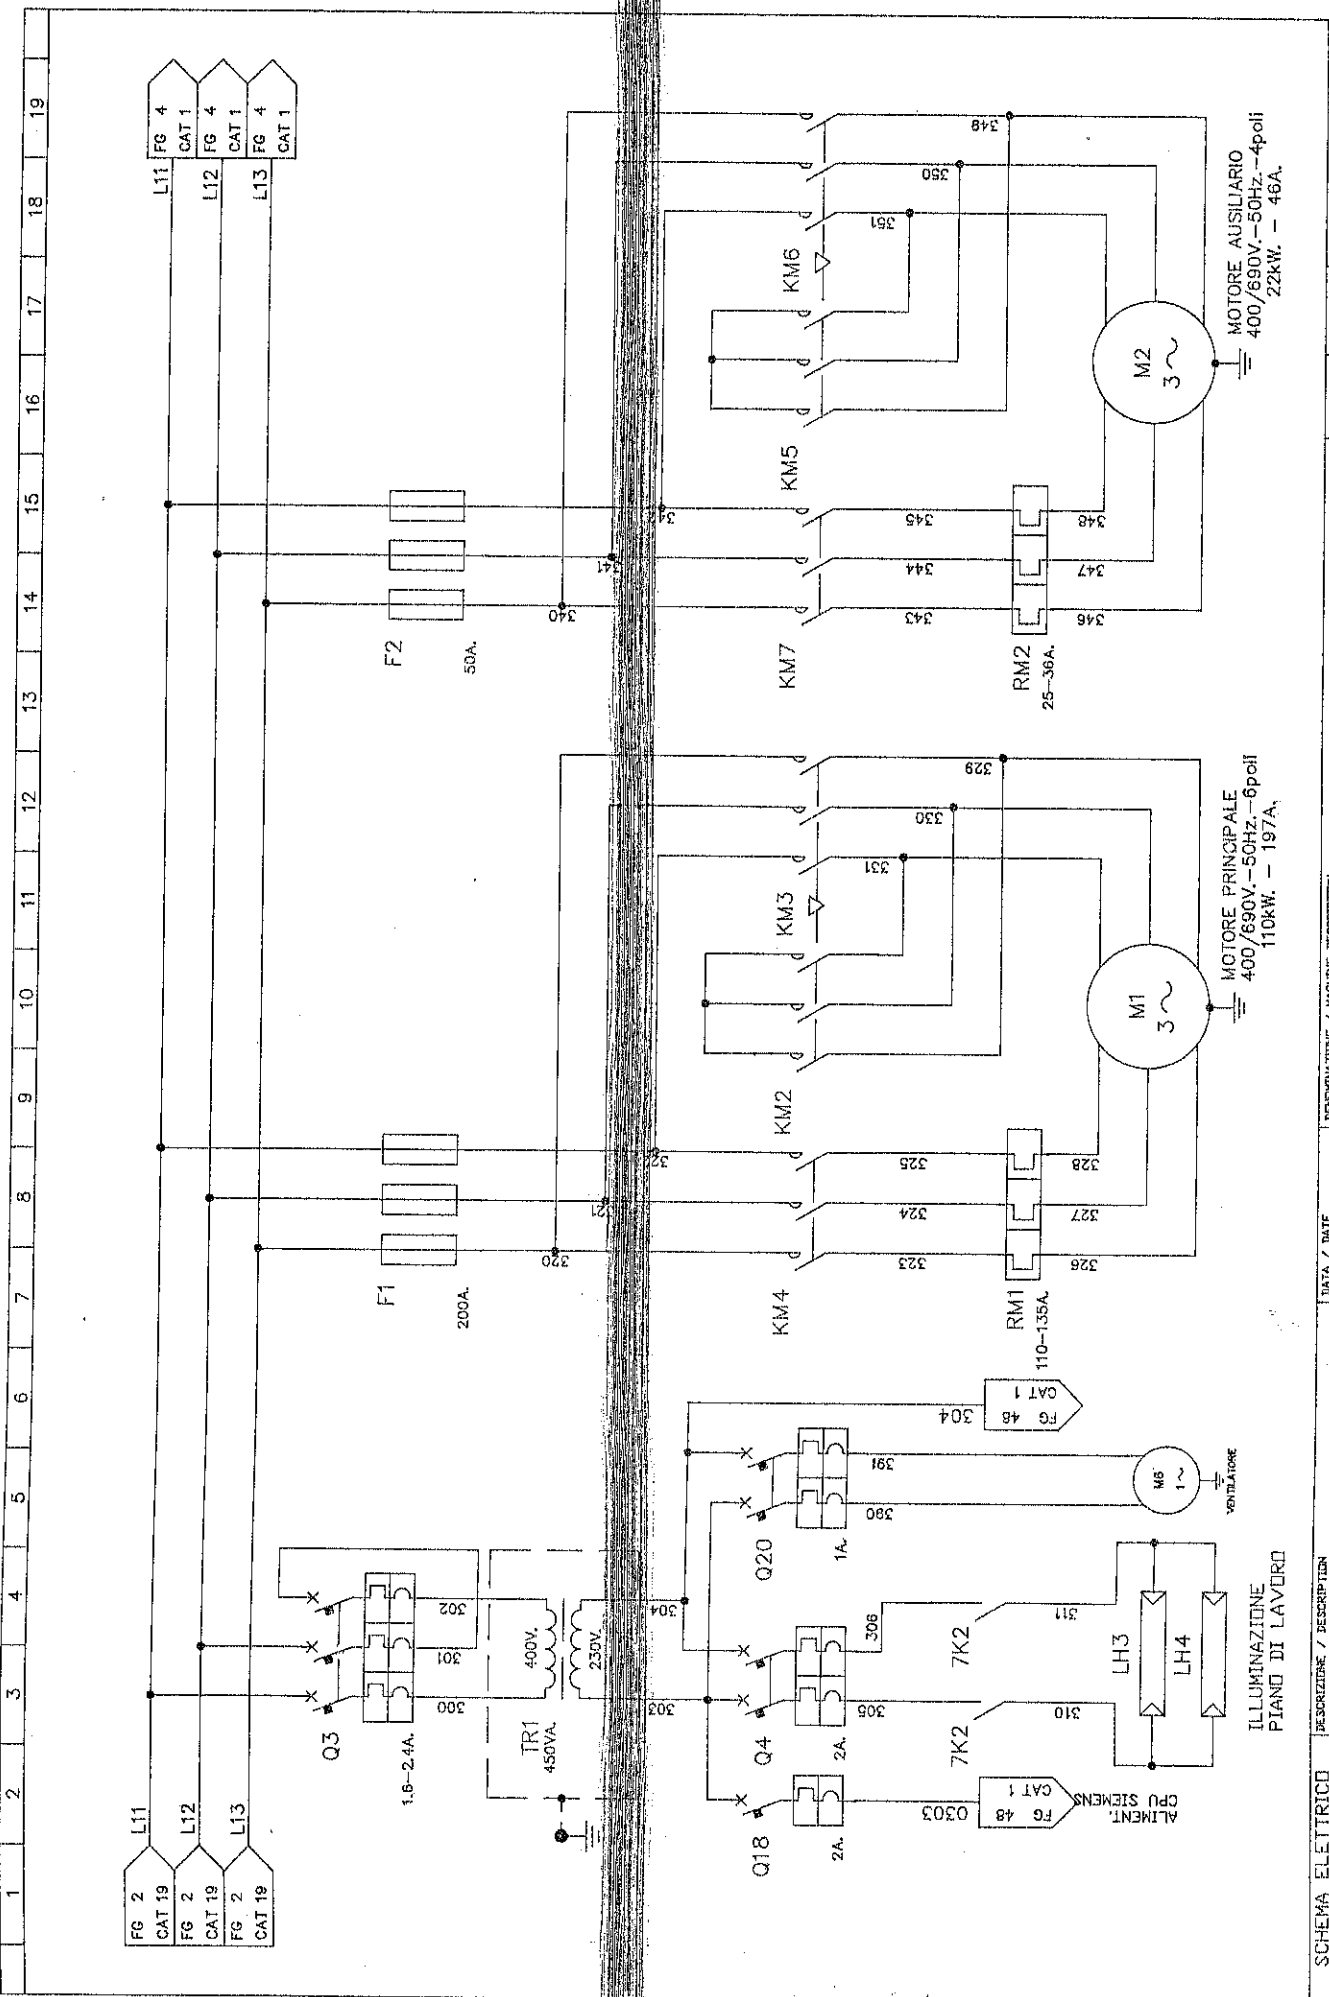 1 2 3 4 5 6 7 8 9 10 11 12 13 14 15 16 17 18 19
FG 2
CAT 19
L11
FG 2
CAT 19
L12
FG 2
CAT 19
L13
L11
FG 4
CAT 1
L12
FG 4
CAT 1
L13
FG 4
CAT 1
Q3
1.6-2.4A.
300
301
302
TR1
450VA.
400V.
230V.
303
304
Q18
2A.
0303
FG 48
CAT 1
ALIMENT.
CPU SIEMENS
Q4
2A.
305
306
7K2
7K2
310
311
LH3
LH4
ILLUMINAZIONE
PIANO DI LAVORO
Q20
1A.
390
391
M6
1~
VENTILATORE
304
FG 48
CAT 1
F1
200A.
320
321
KM4
KM2
KM3
323
324
325
331
330
329
RM1
110-135A.
326
327
328
M1
3~
MOTORE PRINCIPALE
400/690V.-50Hz.-6poli
110kW. - 197A.
F2
50A.
340
341
KM7
KM5
KM6
343
344
345
351
350
349
RM2
25-36A.
346
347
348
M2
3~
MOTORE AUSILIARIO
400/690V.-50Hz.-4poli
22kW. - 46A.
SCHEMA ELETTRICO
DESCRIZIONE / DESCRIPTION
DATA / DATE